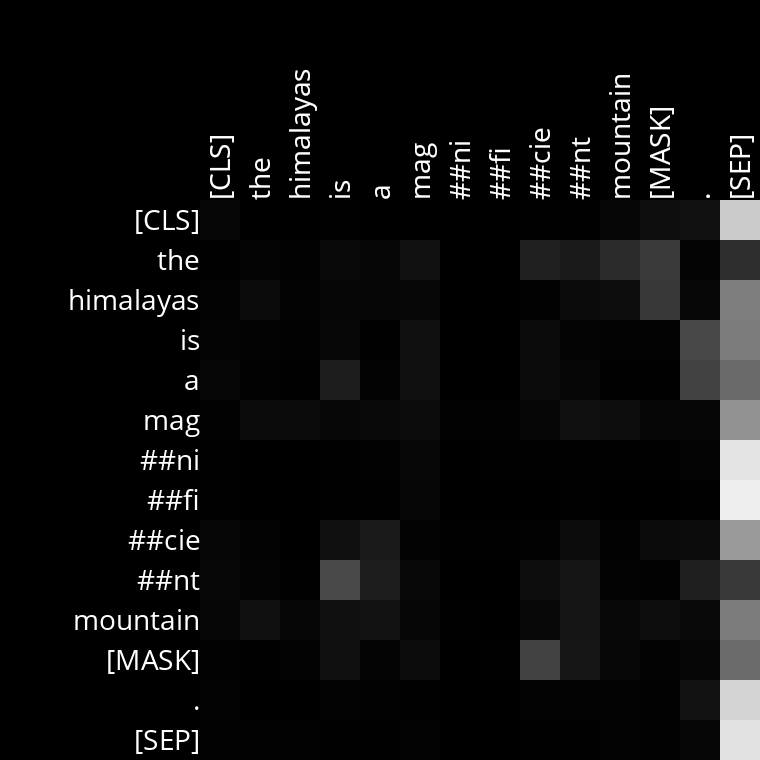 [CLS] the himalayas is a mag ##ni ##fi ##cie ##nt mountain [MASK] . [SEP]
[CLS]
the
himalayas
is
a
mag
##ni
##fi
##cie
##nt
mountain
[MASK]
.
[SEP]